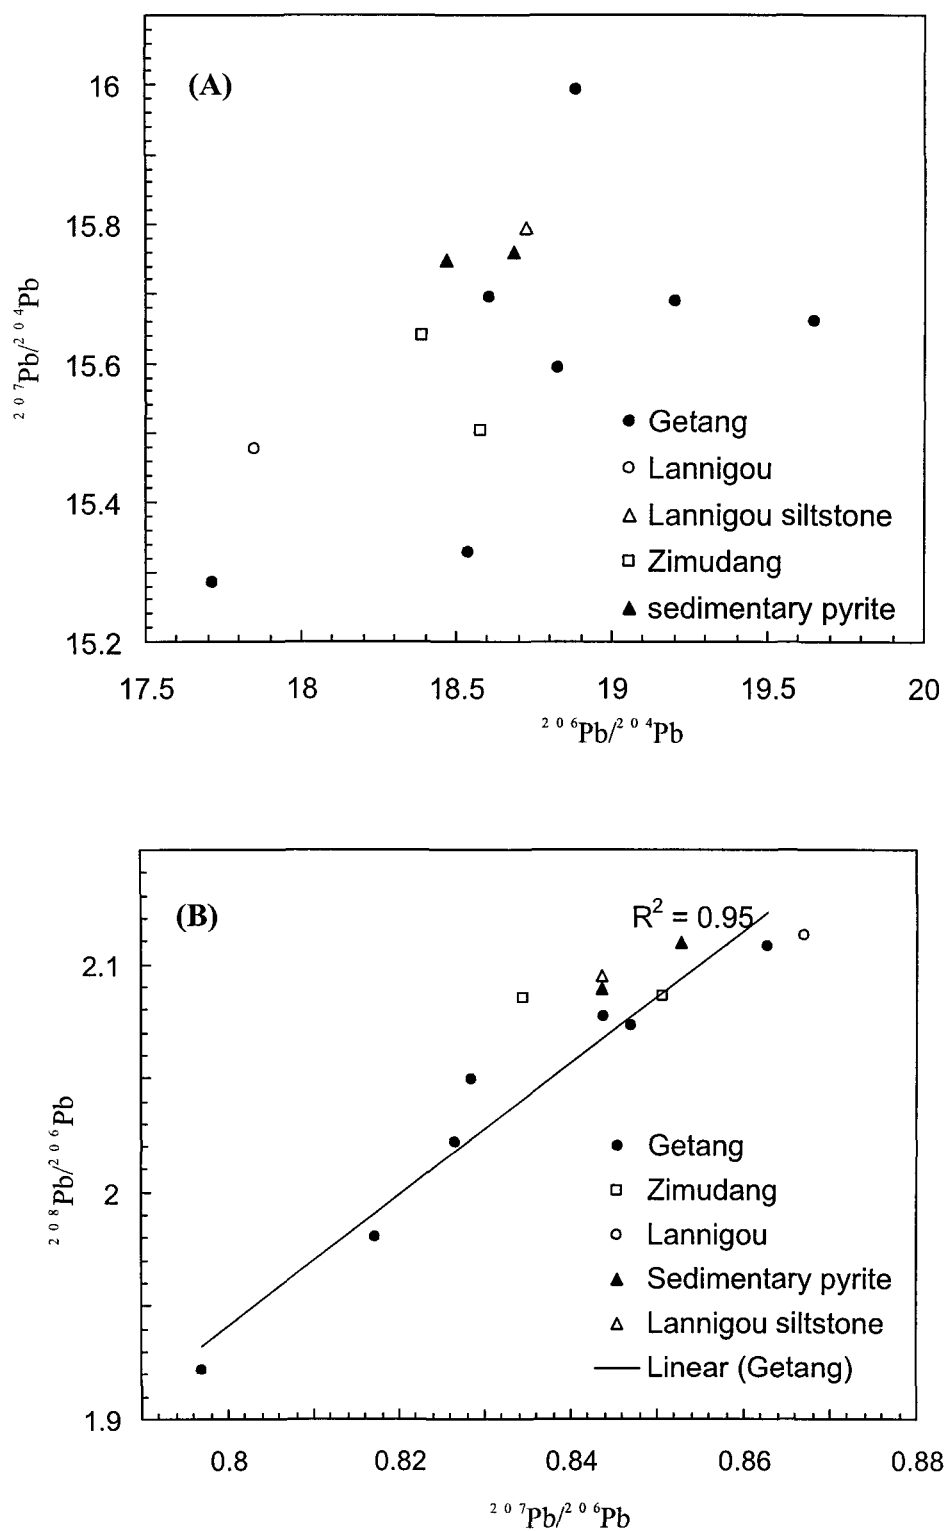 (A)
16
15.8
15.6
15.4
15.2
²⁰⁷Pb/²⁰⁴Pb
Getang
Lannigou
Lannigou siltstone
Zimudang
sedimentary pyrite
17.5 18 18.5 19 19.5 20
²⁰⁶Pb/²⁰⁴Pb
(B)
R² = 0.95
2.1
2
1.9
²⁰⁸Pb/²⁰⁶Pb
Getang
Zimudang
Lannigou
Sedimentary pyrite
Lannigou siltstone
Linear (Getang)
0.8 0.82 0.84 0.86 0.88
²⁰⁷Pb/²⁰⁶Pb